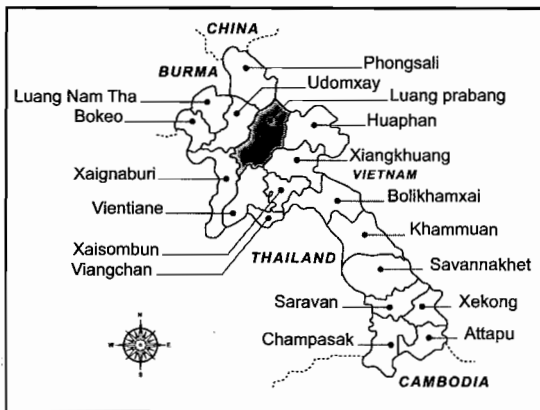 CHINA
Phongsali
BURMA
Udomxay
Luang Nam Tha
Luang prabang
Bokeo
Huaphan
Xiangkhuang
Xaignaburi
VIETNAM
Bolikhamxai
Vientiane
Khammuan
Xaisombun
Viangchan
THAILAND
Savannakhet
Saravan
Xekong
Champasak
Attapu
CAMBODIA
N
W
E
S